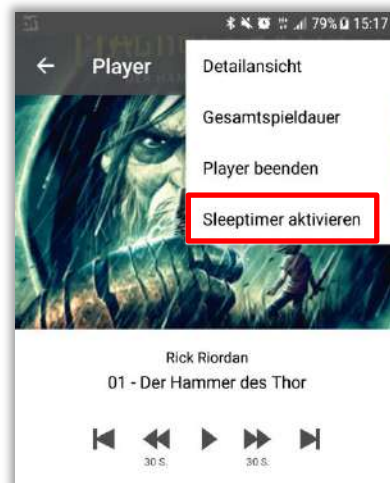 79% 15:17
Player
Detailansicht
Gesamtspieldauer
Player beenden
Sleeptimer aktivieren
Rick Riordan
01 - Der Hammer des Thor
30 S.
30 S.